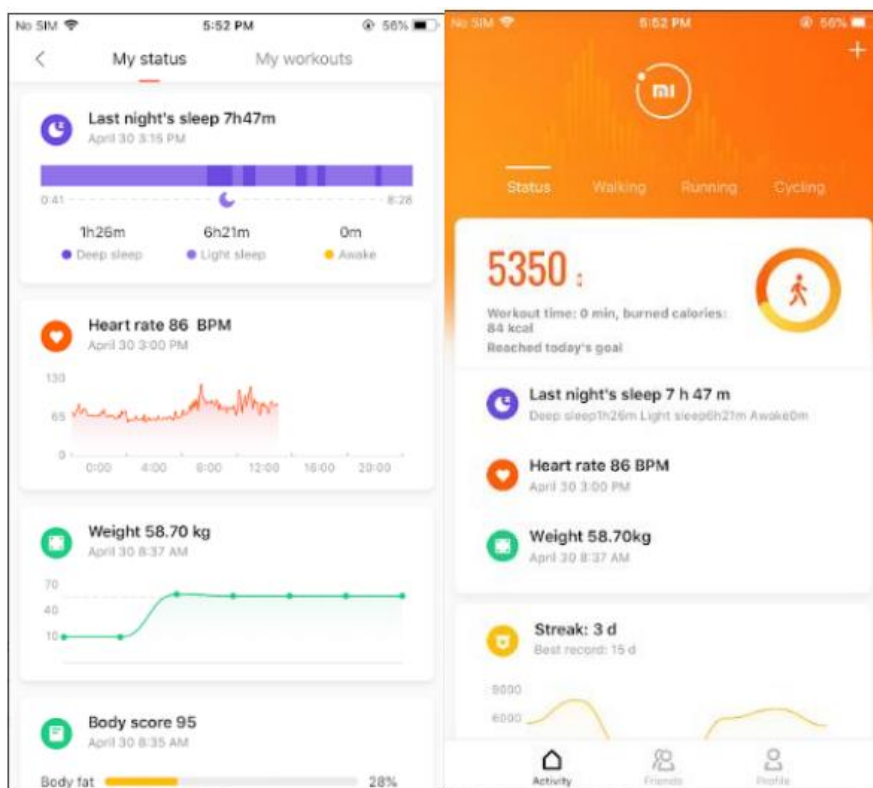 No SIM 5:52 PM 56%
My status My workouts
Last night's sleep 7h47m
April 30 3:15 PM
0:41 8:28
1h26m 6h21m 0m
Deep sleep Light sleep Awake
Heart rate 86 BPM
April 30 3:00 PM
130
65
0
0:00 4:00 8:00 12:00 16:00 20:00
Weight 58.70 kg
April 30 8:37 AM
70
40
10
Body score 95
April 30 8:35 AM
Body fat 28%
No SIM 5:52 PM 56%
mi
Status Walking Running Cycling
5350
Workout time: 0 min, burned calories:
84 kcal
Reached today's goal
Last night's sleep 7 h 47 m
Deep sleep1h26m Light sleep6h21m Awake0m
Heart rate 86 BPM
April 30 3:00 PM
Weight 58.70kg
April 30 8:37 AM
Streak: 3 d
Best record: 15 d
9000
6000
Activity Friends Profile